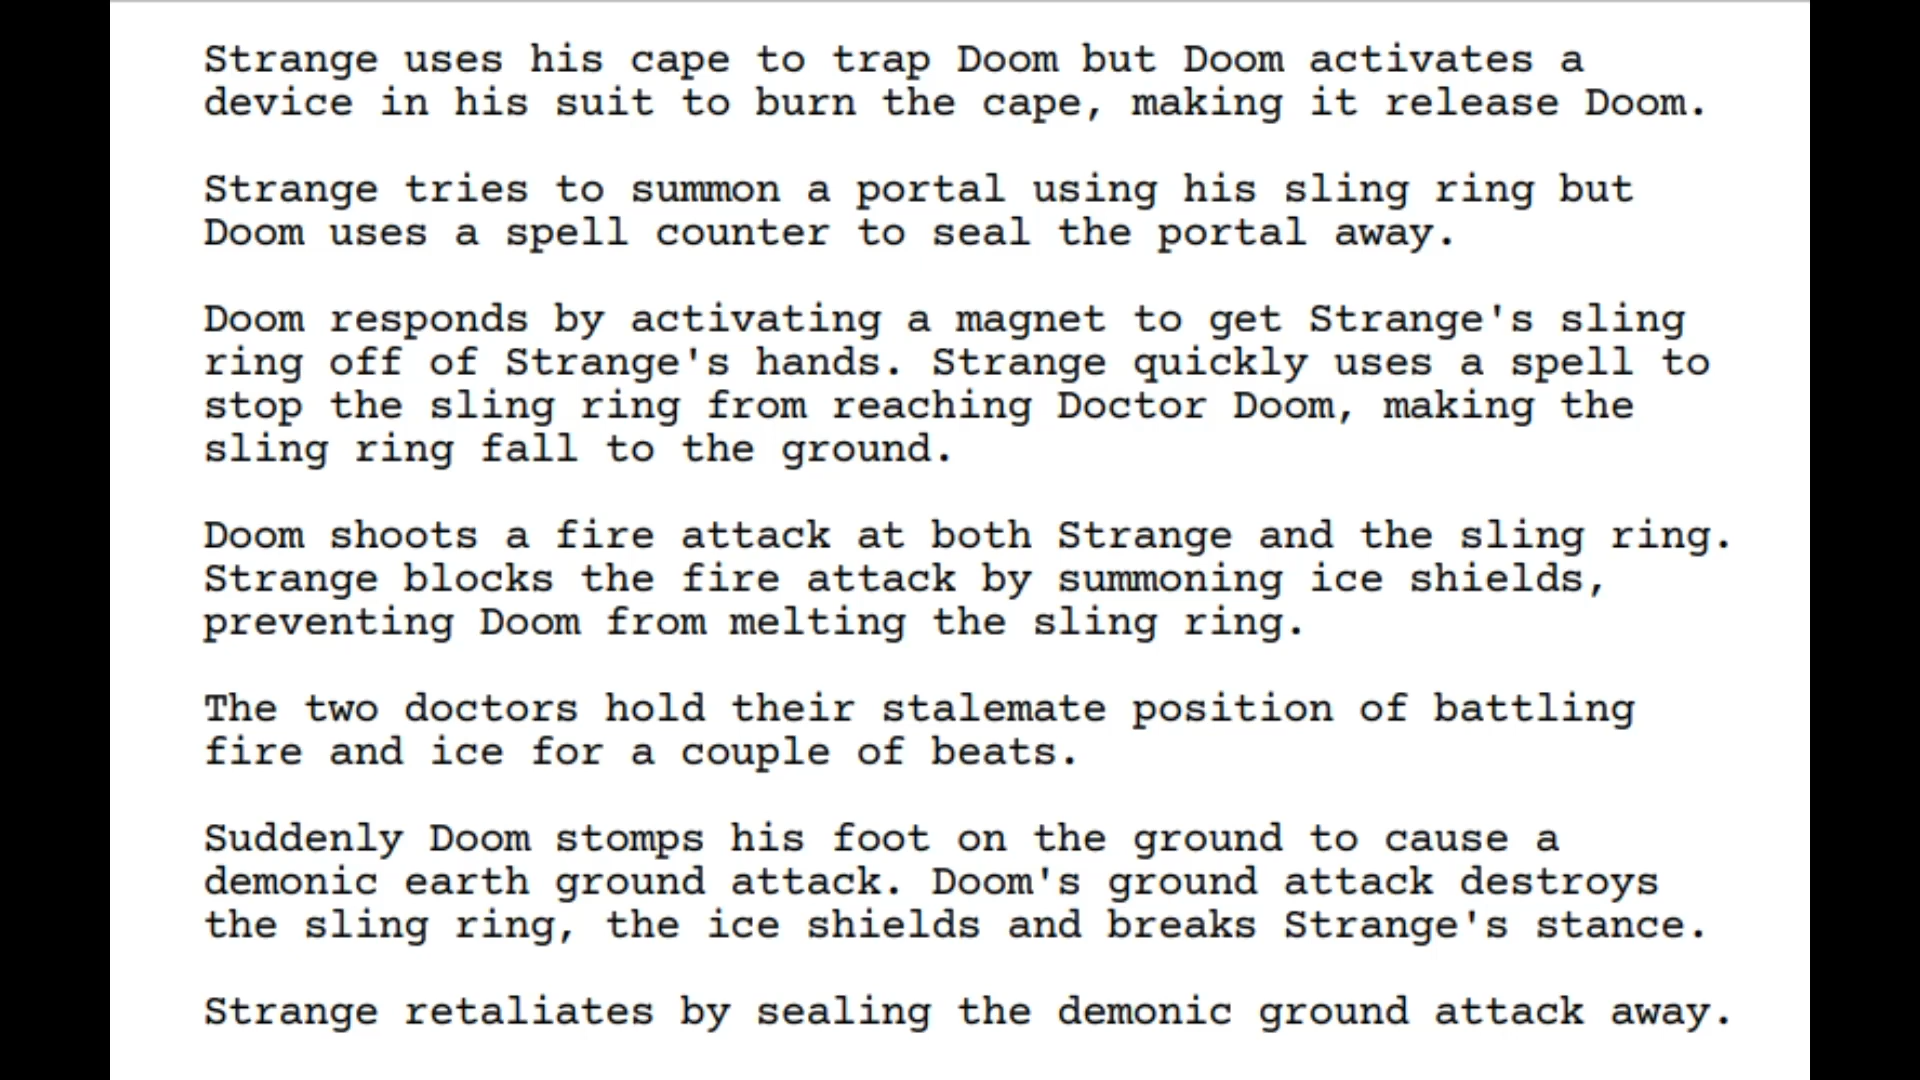 Strange uses his cape to trap Doom but Doom activates a
device in his suit to burn the cape, making it release Doom.
Strange tries to summon a portal using his sling ring but
Doom uses a spell counter to seal the portal away.
Doom responds by activating a magnet to get Strange's sling
ring off of Strange's hands. Strange quickly uses a spell to
stop the sling ring from reaching Doctor Doom, making the
sling ring fall to the ground.
Doom shoots a fire attack at both Strange and the sling ring.
Strange blocks the fire attack by summoning ice shields,
preventing Doom from melting the sling ring.
The two doctors hold their stalemate position of battling
fire and ice for a couple of beats.
Suddenly Doom stomps his foot on the ground to cause a
demonic earth ground attack. Doom's ground attack destroys
the sling ring, the ice shields and breaks Strange's stance.
Strange retaliates by sealing the demonic ground attack away.